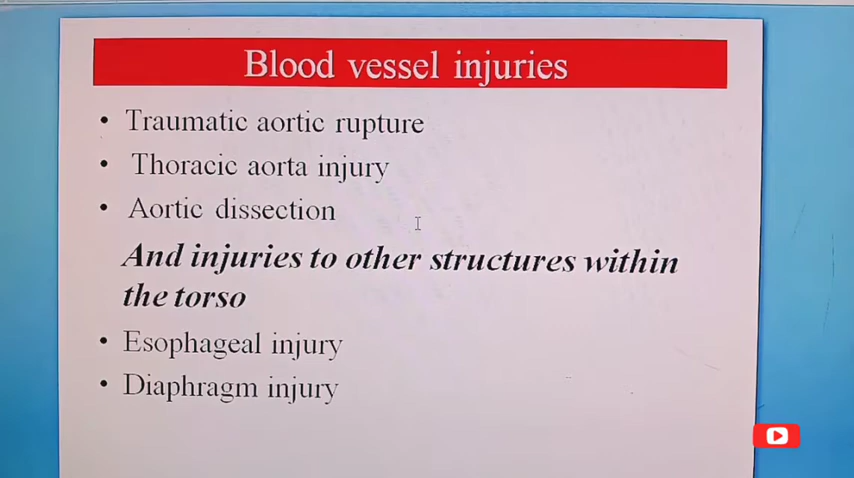 Blood vessel injuries
• Traumatic aortic rupture
• Thoracic aorta injury
• Aortic dissection
And injuries to other structures within
the torso
• Esophageal injury
• Diaphragm injury